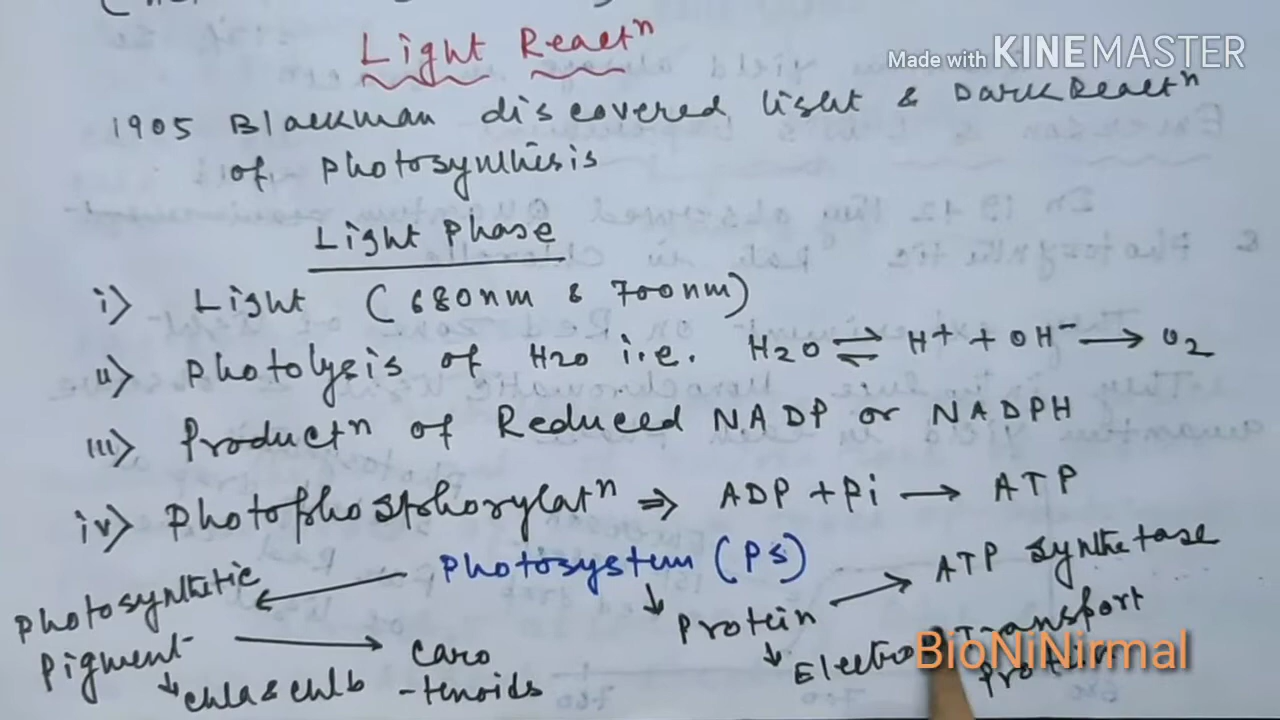 Made with KINEMASTER
Light Reactⁿ
1905 Blackman discovered light & Dark Reactⁿ
of Photosynthesis
Light Phase
i) Light (680nm & 700nm)
ii) Photolysis of H2O i.e. H2O ⇌ H+ + OH⁻ → O2
iii) Productⁿ of Reduced NADP or NADPH
iv) Photophosphorylatⁿ ⇒ ADP + Pi → ATP
Photosystem (PS)
Photosynthetic
Pigment
chla & chlb
Caro
-tenoids
Protein
ATP Synthetase
Electron Transport
Protein
BioNiNirmal